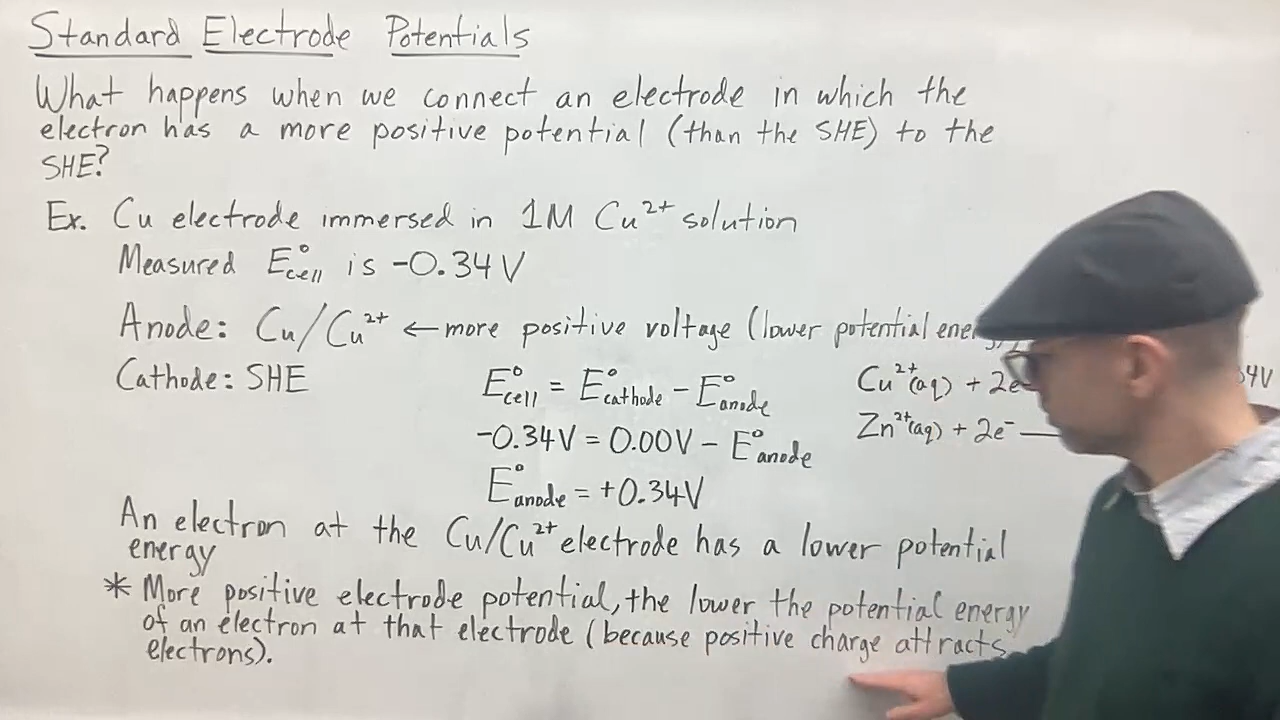 Standard Electrode Potentials
What happens when we connect an electrode in which the
electron has a more positive potential (than the SHE) to the
SHE?
Ex. Cu electrode immersed in 1M Cu²⁺ solution
Measured E°cell is -0.34V
Anode: Cu/Cu²⁺ ← more positive voltage (lower potential
Cathode: SHE
E°cell = E°cathode - E°anode
-0.34V = 0.00V - E°anode
E°anode = +0.34V
Cu²⁺(aq) + 2e⁻
Zn²⁺(aq) + 2e⁻
An electron at the Cu/Cu²⁺ electrode has a lower potential
energy
* More positive electrode potential, the lower the potential energy
of an electron at that electrode (because positive charge attracts
electrons).